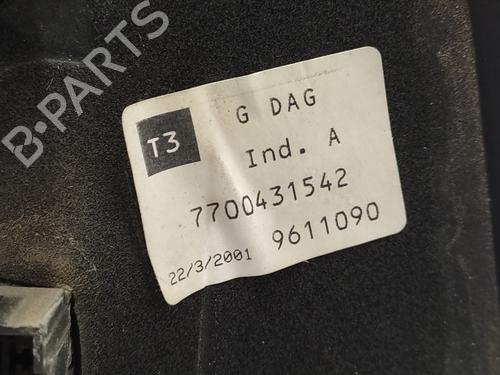 B-PARTS
T3
G DAG
Ind. A
7700431542
22/3/2001 9611090